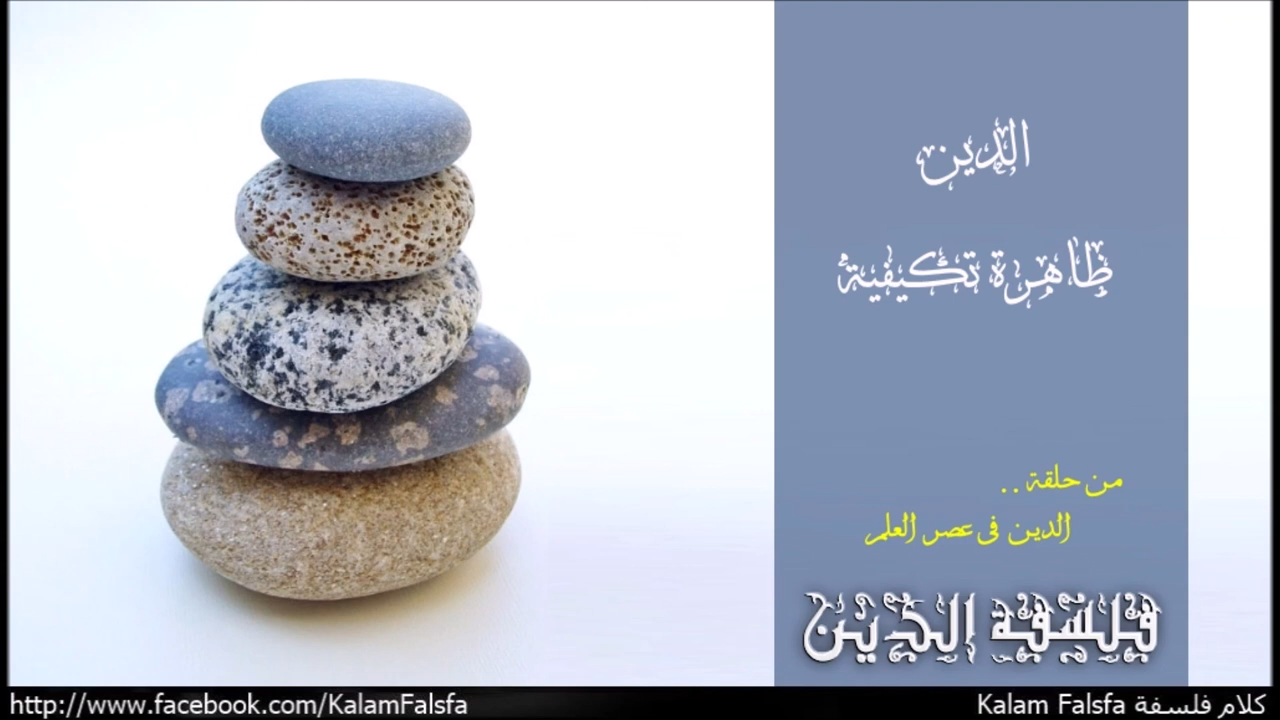 الدين
ظاهرة تكيفية
من حلقة..
الدين فى عصر العلم
فلسفة الدين
http://www.facebook.com/KalamFalsfa
Kalam Falsfa كلام فلسفة